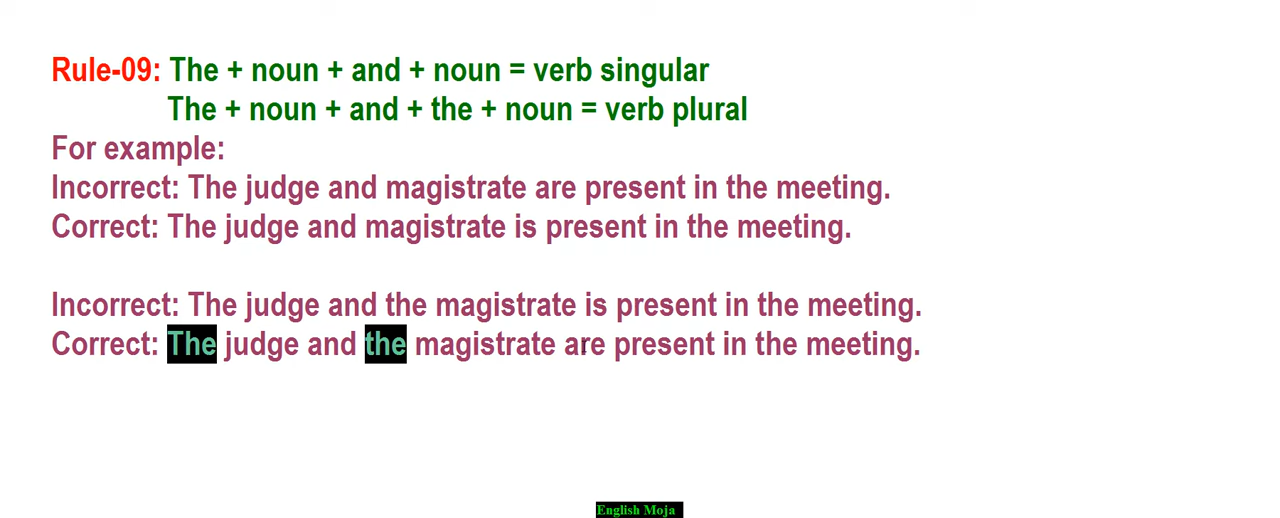 Rule-09: The + noun + and + noun = verb singular
The + noun + and + the + noun = verb plural
For example:
Incorrect: The judge and magistrate are present in the meeting.
Correct: The judge and magistrate is present in the meeting.
Incorrect: The judge and the magistrate is present in the meeting.
Correct: The judge and the magistrate are present in the meeting.
English Moja